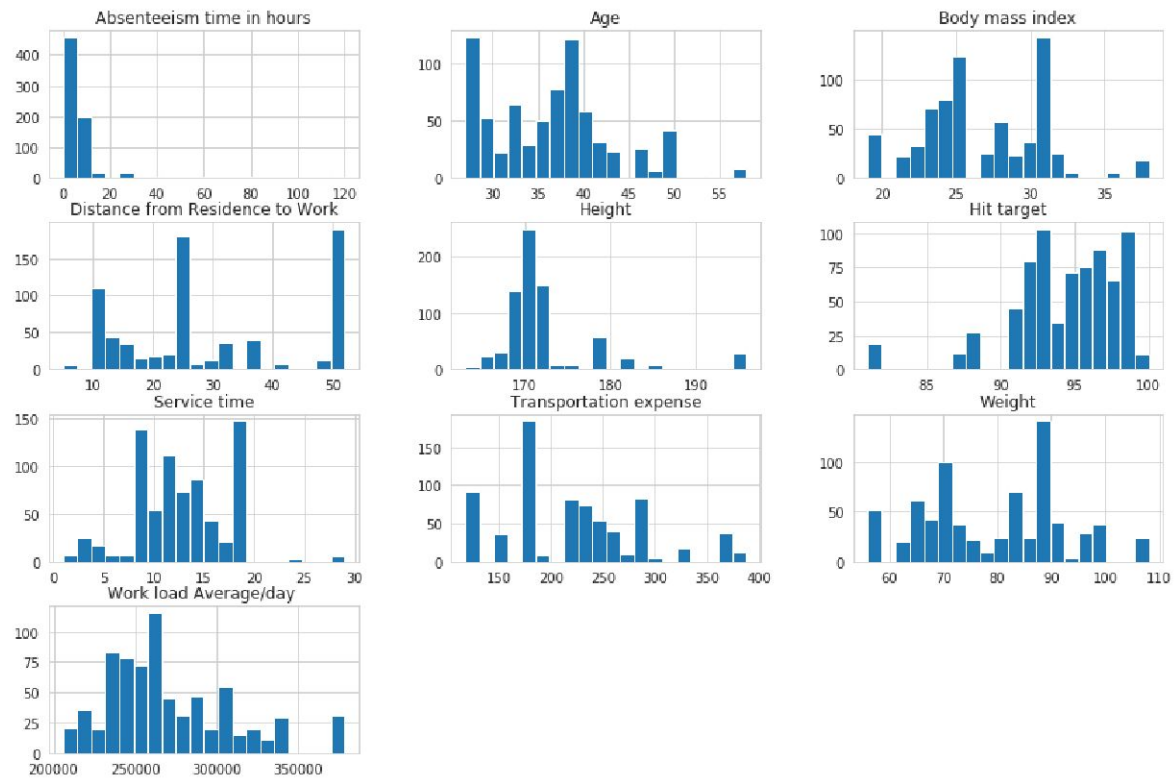 Absenteeism time in hours
400
300
200
100
0
0 20 40 60 80 100 120
Age
100
50
0
30 35 40 45 50 55
Body mass index
100
50
0
20 25 30 35
Distance from Residence to Work
150
100
50
0
10 20 30 40 50
Height
200
100
0
170 180 190
Hit target
100
75
50
25
0
85 90 95 100
Service time
150
100
50
0
0 5 10 15 20 25 30
Transportation expense
150
100
50
0
150 200 250 300 350 400
Weight
100
50
0
60 70 80 90 100 110
Work load Average/day
100
75
50
25
0
200000 250000 300000 350000